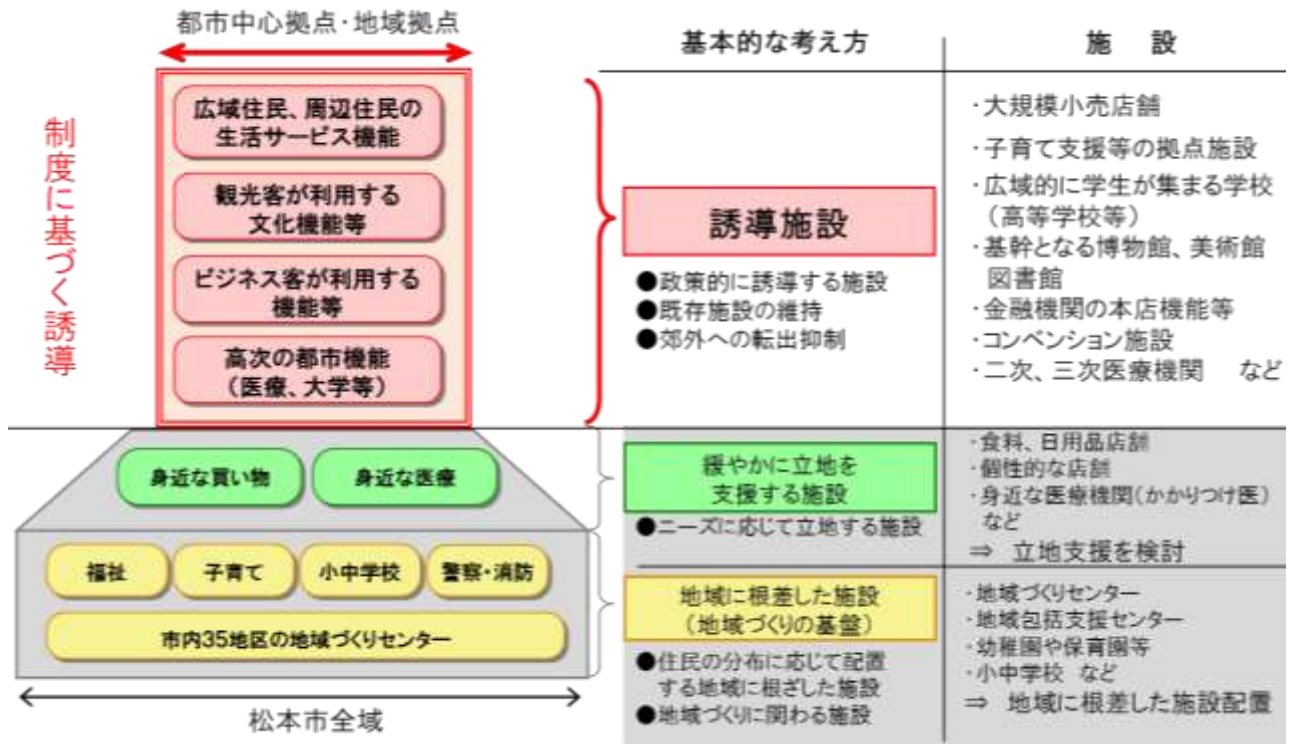 都市中心拠点・地域拠点
制度に基づく誘導
広域住民、周辺住民の
生活サービス機能
観光客が利用する
文化機能等
ビジネス客が利用する
機能等
高次の都市機能
（医療、大学等）
身近な買い物
身近な医療
福祉
子育て
小中学校
警察・消防
市内35地区の地域づくりセンター
松本市全域
基本的な考え方
施 設
誘導施設
●政策的に誘導する施設
●既存施設の維持
●郊外への転出抑制
・大規模小売店舗
・子育て支援等の拠点施設
・広域的に学生が集まる学校
（高等学校等）
・基幹となる博物館、美術館
図書館
・金融機関の本店機能等
・コンベンション施設
・二次、三次医療機関 など
緩やかに立地を
支援する施設
●ニーズに応じて立地する施設
・食料、日用品店舗
・個性的な店舗
・身近な医療機関（かかりつけ医）
など
⇒ 立地支援を検討
地域に根差した施設
（地域づくりの基盤）
●住民の分布に応じて配置
する地域に根ざした施設
●地域づくりに関わる施設
・地域づくりセンター
・地域包括支援センター
・幼稚園や保育園等
・小中学校 など
⇒ 地域に根差した施設配置